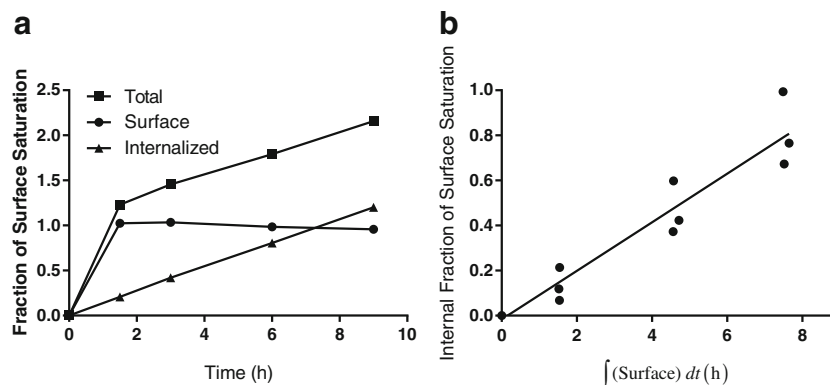 a
Fraction of Surface Saturation
2.5
2.0
1.5
1.0
0.5
0.0
Total
Surface
Internalized
0 2 4 6 8 10
Time (h)
b
Internal Fraction of Surface Saturation
1.0
0.8
0.6
0.4
0.2
0.0
0 2 4 6 8
∫(Surface) dt (h)